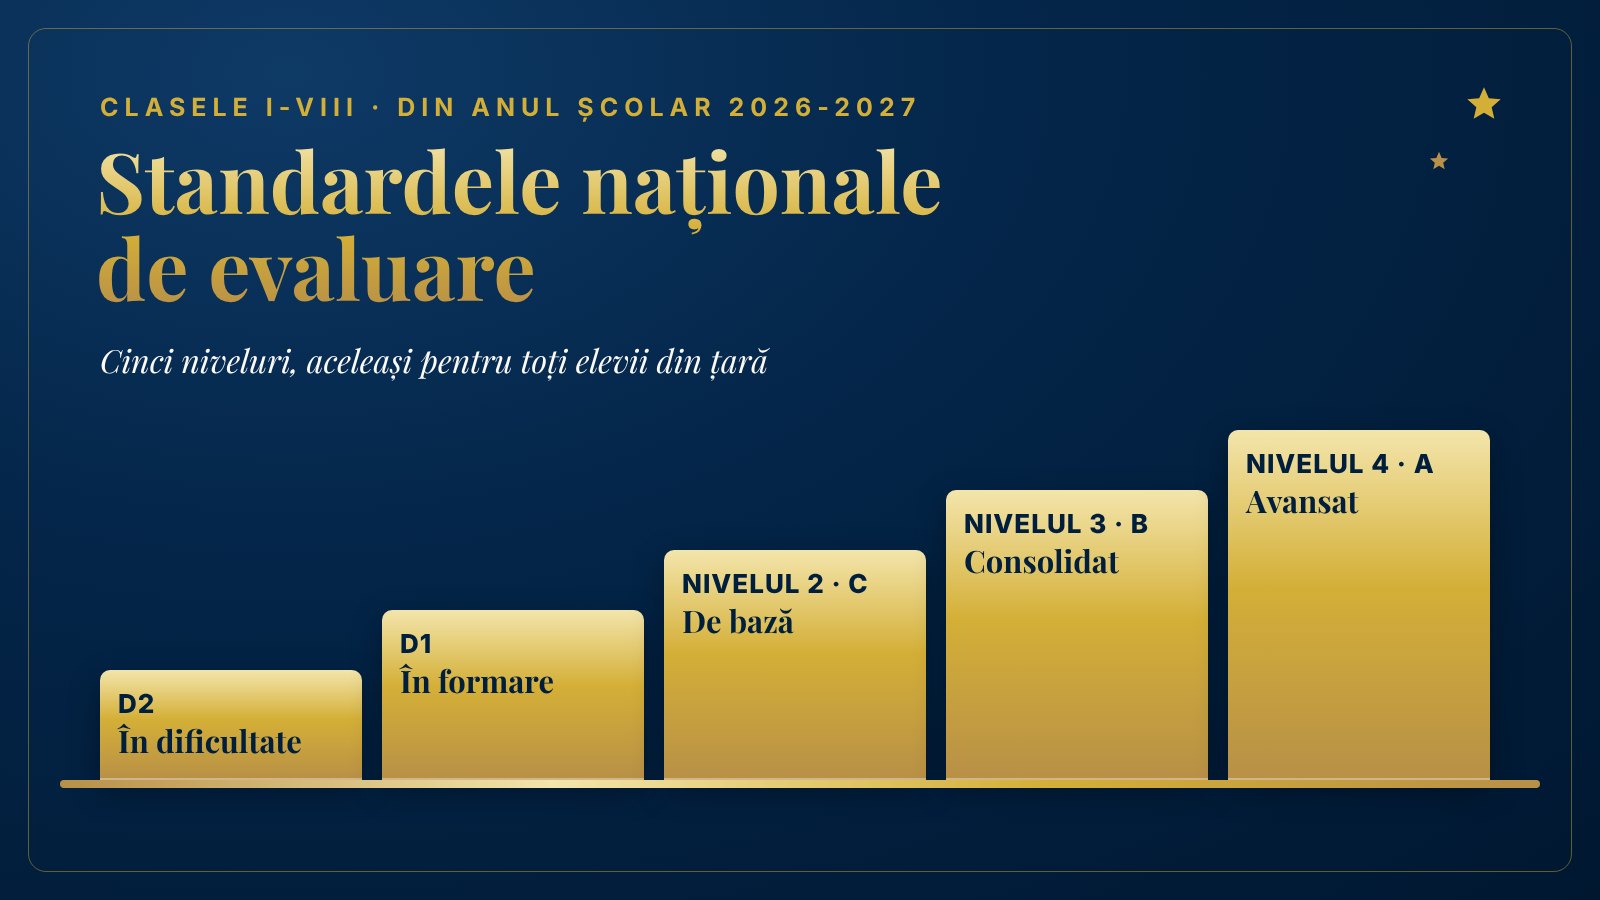 CLASELE I-VIII · DIN ANUL ȘCOLAR 2026-2027
Standardele naționale
de evaluare
Cinci niveluri, aceleași pentru toți elevii din țară
D2
În dificultate
D1
În formare
NIVELUL 2 · C
De bază
NIVELUL 3 · B
Consolidat
NIVELUL 4 · A
Avansat